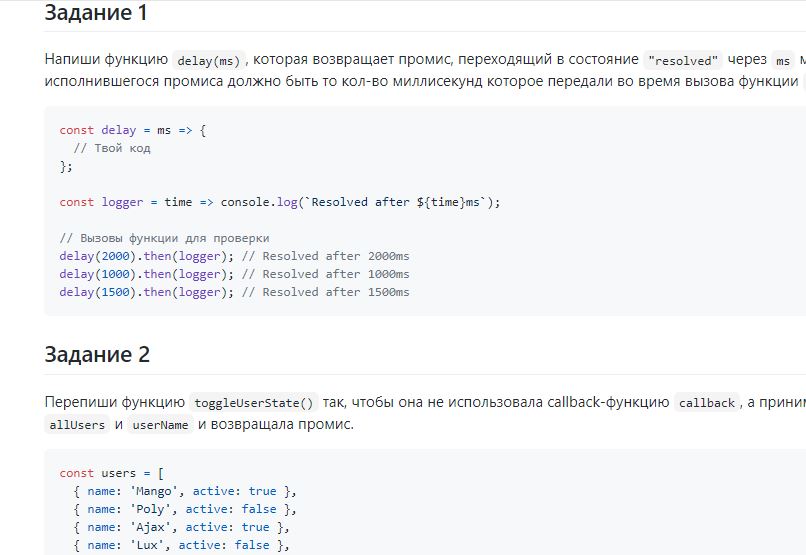 Задание 1
Напиши функцию delay(ms), которая возвращает промис, переходящий в состояние "resolved" через ms
исполнившегося промиса должно быть то кол-во миллисекунд которое передали во время вызова функции
const delay = ms => {
// Твой код
};
const logger = time => console.log(`Resolved after ${time}ms`);
// Вызовы функции для проверки
delay(2000).then(logger); // Resolved after 2000ms
delay(1000).then(logger); // Resolved after 1000ms
delay(1500).then(logger); // Resolved after 1500ms
Задание 2
Перепиши функцию toggleUserState() так, чтобы она не использовала callback-функцию callback, а
allUsers и userName и возвращала промис.
const users = [
{ name: 'Mango', active: true },
{ name: 'Poly', active: false },
{ name: 'Ajax', active: true },
{ name: 'Lux', active: false },